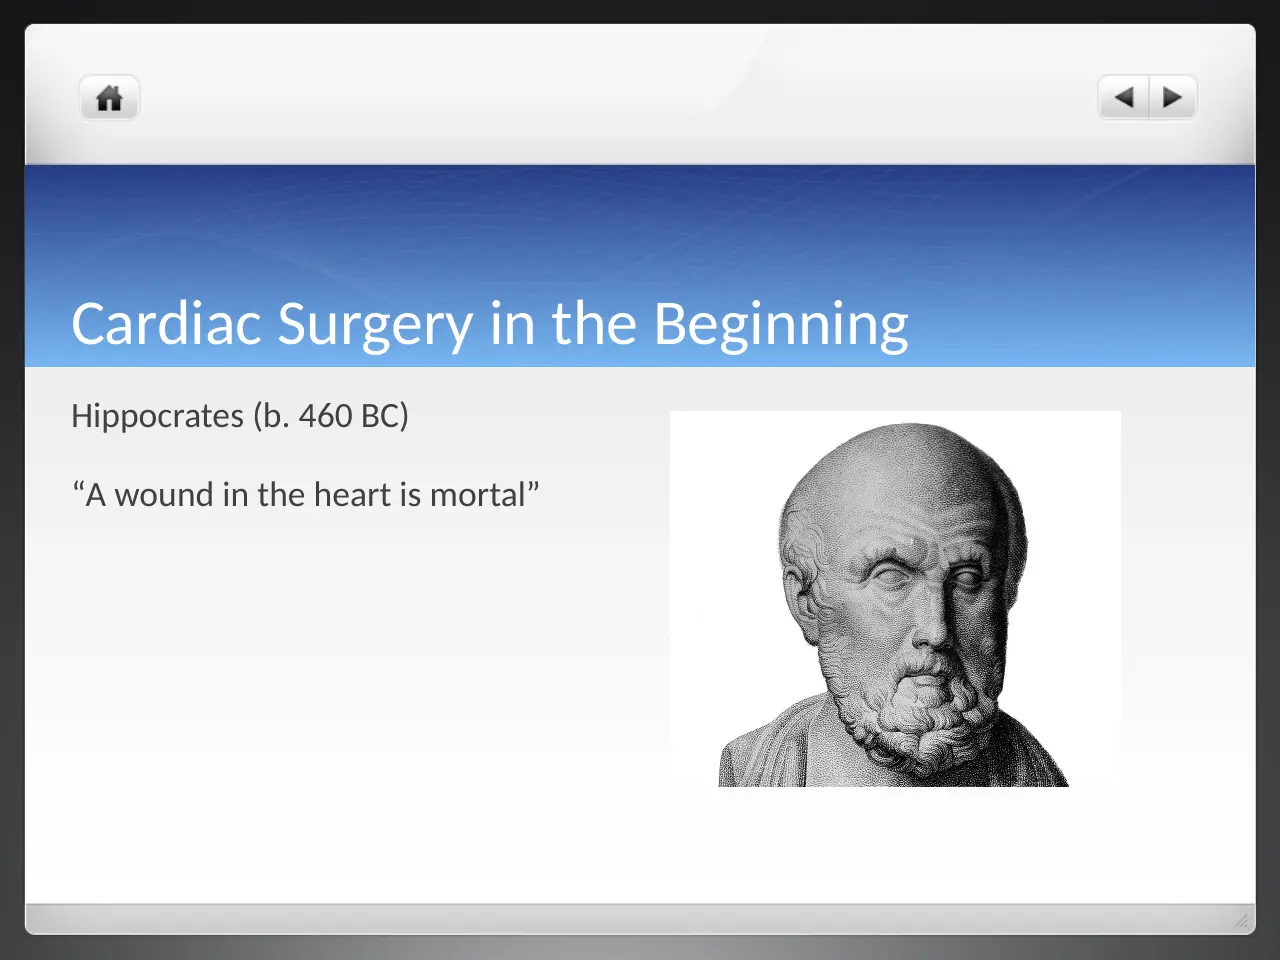 Cardiac Surgery in the Beginning
Hippocrates (b. 460 BC)
“A wound in the heart is mortal”